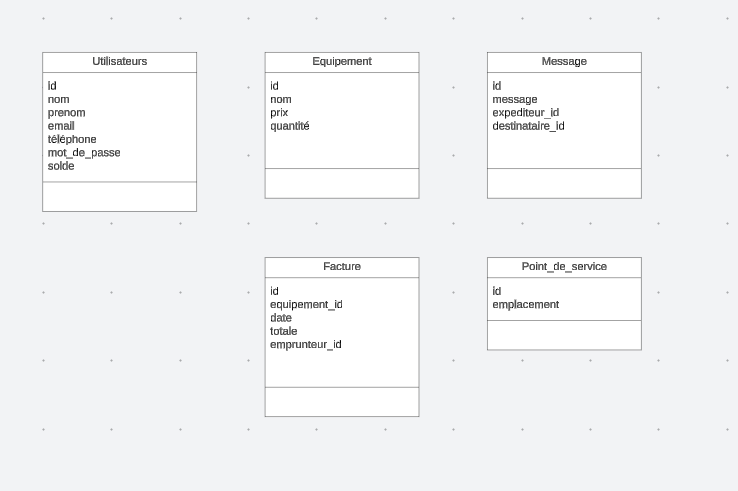 Utilisateurs
id
nom
prenom
email
téléphone
mot_de_passe
solde
Equipement
id
nom
prix
quantité
Message
id
message
expediteur_id
destinataire_id
Facture
id
equipement_id
date
totale
emprunteur_id
Point_de_service
id
emplacement